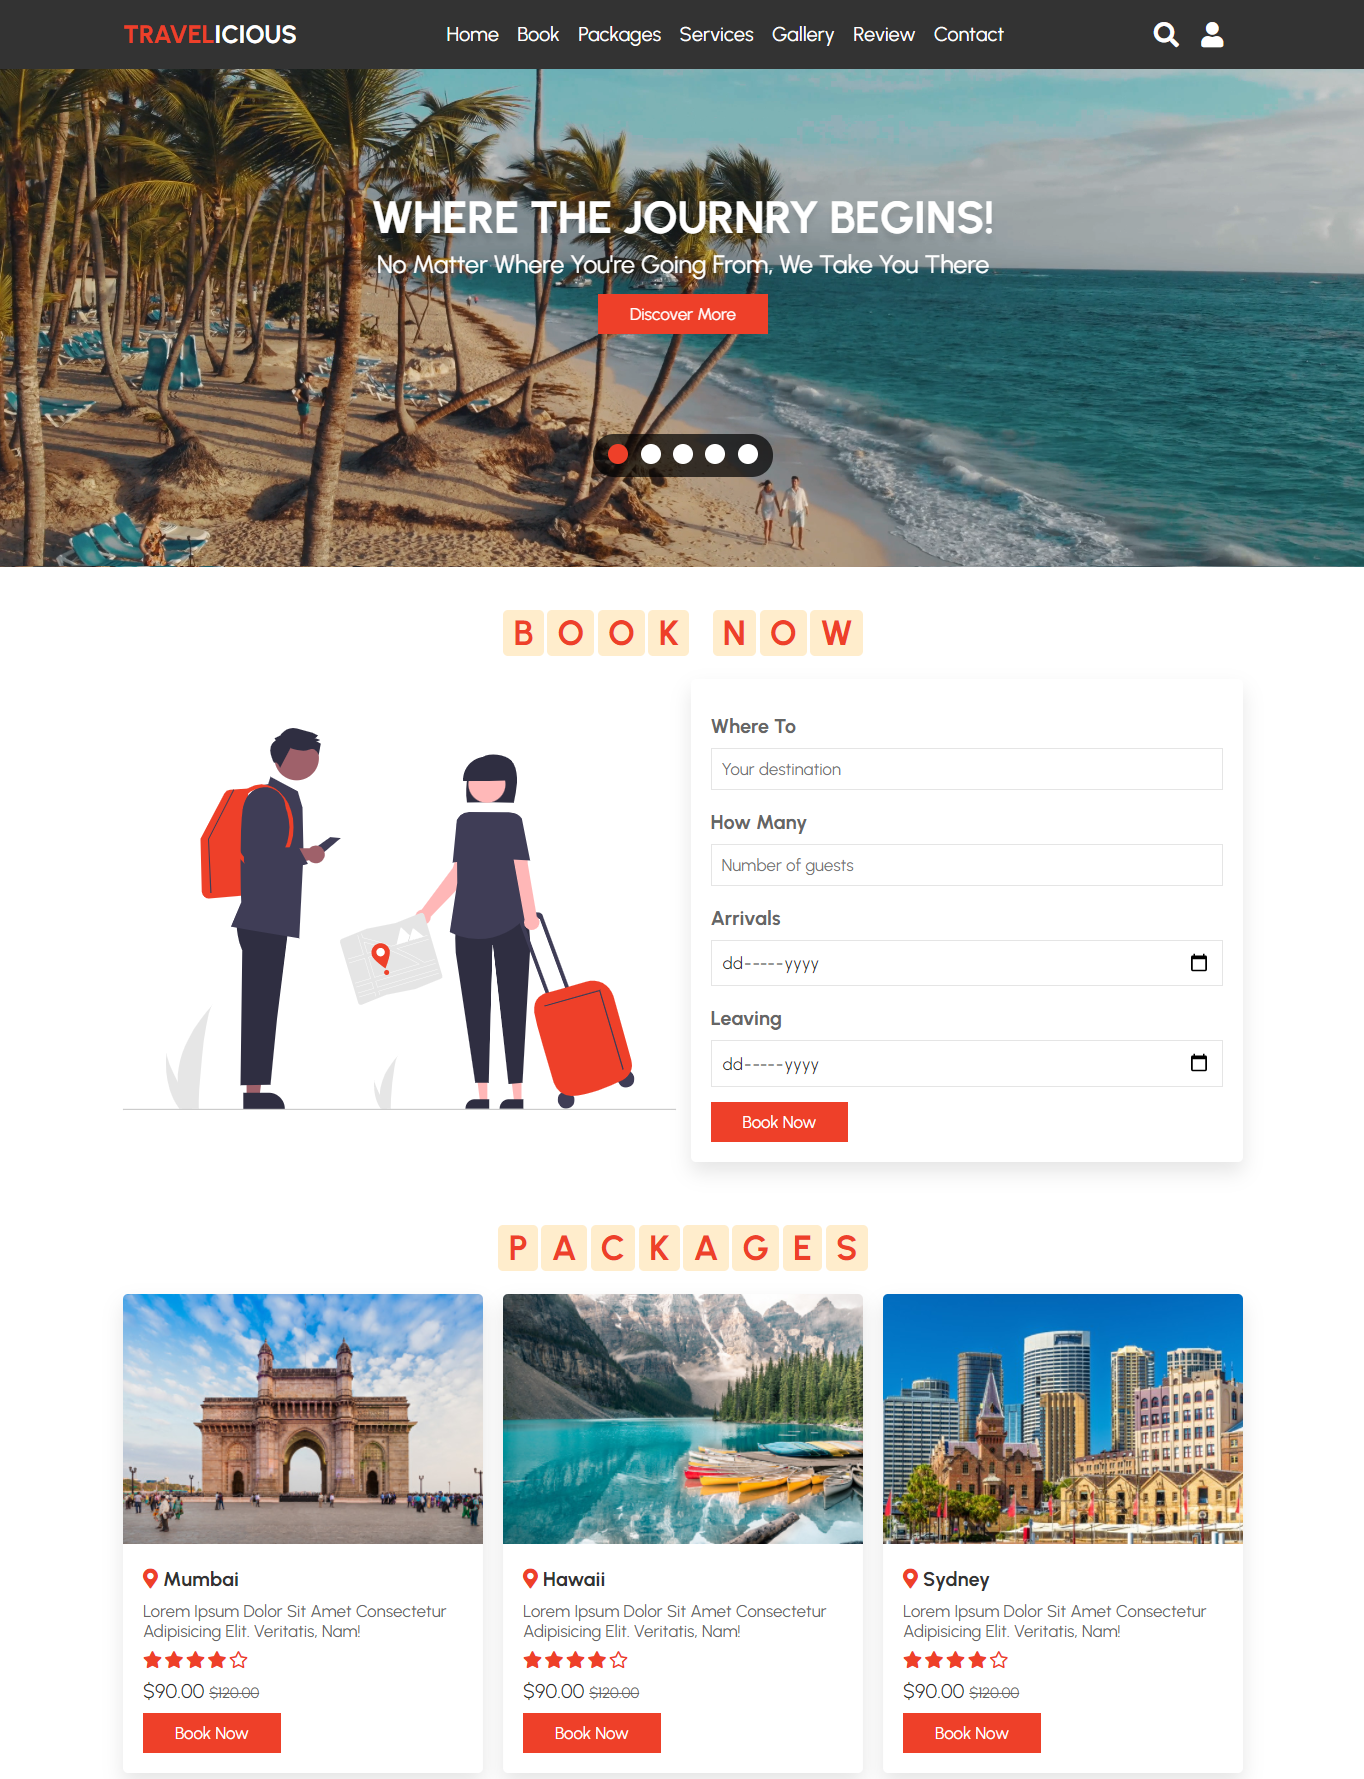 TRAVELICIOUS Home Book Packages Services Gallery Review Contact
WHERE THE JOURNRY BEGINS!
No Matter Where You're Going From, We Take You There
Discover More
BOOK NOW
Where To
Your destination
How Many
Number of guests
Arrivals
dd-----yyyy
Leaving
dd-----yyyy
Book Now
PACKAGES
Mumbai
Lorem Ipsum Dolor Sit Amet Consectetur
Adipisicing Elit. Veritatis, Nam!
$90.00 $120.00
Book Now
Hawaii
Lorem Ipsum Dolor Sit Amet Consectetur
Adipisicing Elit. Veritatis, Nam!
$90.00 $120.00
Book Now
Sydney
Lorem Ipsum Dolor Sit Amet Consectetur
Adipisicing Elit. Veritatis, Nam!
$90.00 $120.00
Book Now